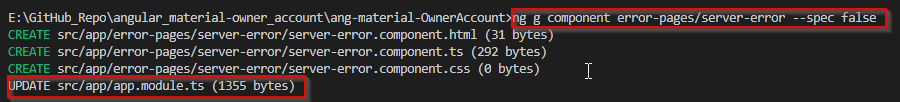 E:\GitHub_Repo\angular_material-owner_account\ang-material-OwnerAccount>ng g component error-pages/server-error --spec false
CREATE src/app/error-pages/server-error/server-error.component.html (31 bytes)
CREATE src/app/error-pages/server-error/server-error.component.ts (292 bytes)
CREATE src/app/error-pages/server-error/server-error.component.css (0 bytes)
UPDATE src/app/app.module.ts (1355 bytes)